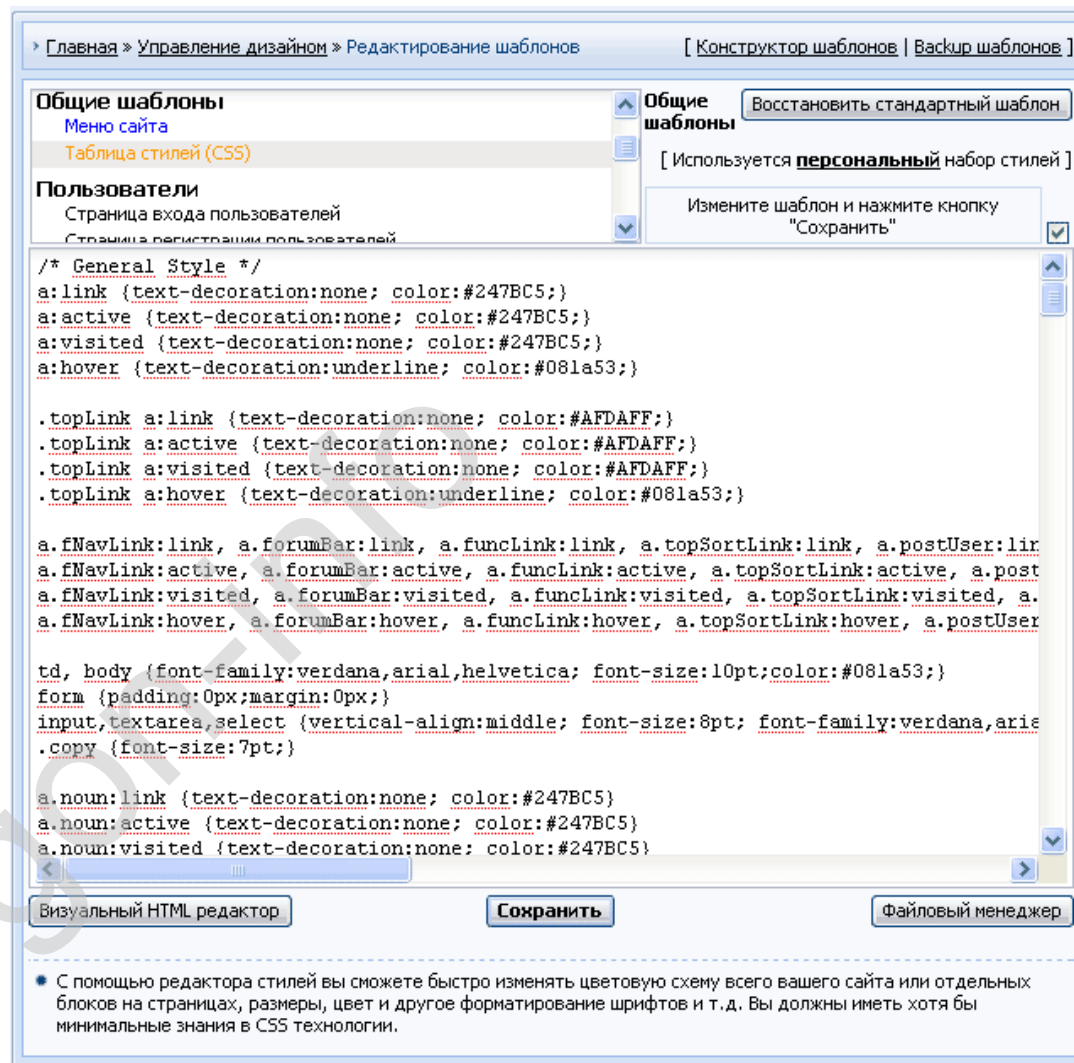 Главная » Управление дизайном » Редактирование шаблонов [ Конструктор шаблонов | Backup шаблонов ]
Общие шаблоны
Меню сайта
Таблица стилей (CSS)
Пользователи
Страница входа пользователей
Страница регистрации пользователей
Общие шаблоны
Восстановить стандартный шаблон
[ Используется персональный набор стилей ]
Измените шаблон и нажмите кнопку
"Сохранить"
/* General Style */
a:link {text-decoration:none; color:#247BC5;}
a:active {text-decoration:none; color:#247BC5;}
a:visited {text-decoration:none; color:#247BC5;}
a:hover {text-decoration:underline; color:#081a53;}
.topLink a:link {text-decoration:none; color:#AFDAFF;}
.topLink a:active {text-decoration:none; color:#AFDAFF;}
.topLink a:visited {text-decoration:none; color:#AFDAFF;}
.topLink a:hover {text-decoration:underline; color:#081a53;}
a.fNavLink:link, a.forumBar:link, a.funcLink:link, a.topSortLink:link, a.postUser:lin
a.fNavLink:active, a.forumBar:active, a.funcLink:active, a.topSortLink:active, a.post
a.fNavLink:visited, a.forumBar:visited, a.funcLink:visited, a.topSortLink:visited, a.
a.fNavLink:hover, a.forumBar:hover, a.funcLink:hover, a.topSortLink:hover, a.postUser
td, body {font-family:verdana,arial,helvetica; font-size:10pt;color:#081a53;}
form {padding:0px;margin:0px;}
input,textarea,select {vertical-align:middle; font-size:8pt; font-family:verdana,aria
.copy {font-size:7pt;}
a.noun:link {text-decoration:none; color:#247BC5}
a.noun:active {text-decoration:none; color:#247BC5}
a.noun:visited {text-decoration:none; color:#247BC5}
Визуальный HTML редактор Сохранить Файловый менеджер
С помощью редактора стилей вы сможете быстро изменять цветовую схему всего вашего сайта или отдельных
блоков на страницах, размеры, цвет и другое форматирование шрифтов и т.д. Вы должны иметь хотя бы
минимальные знания в CSS технологии.
gon-info